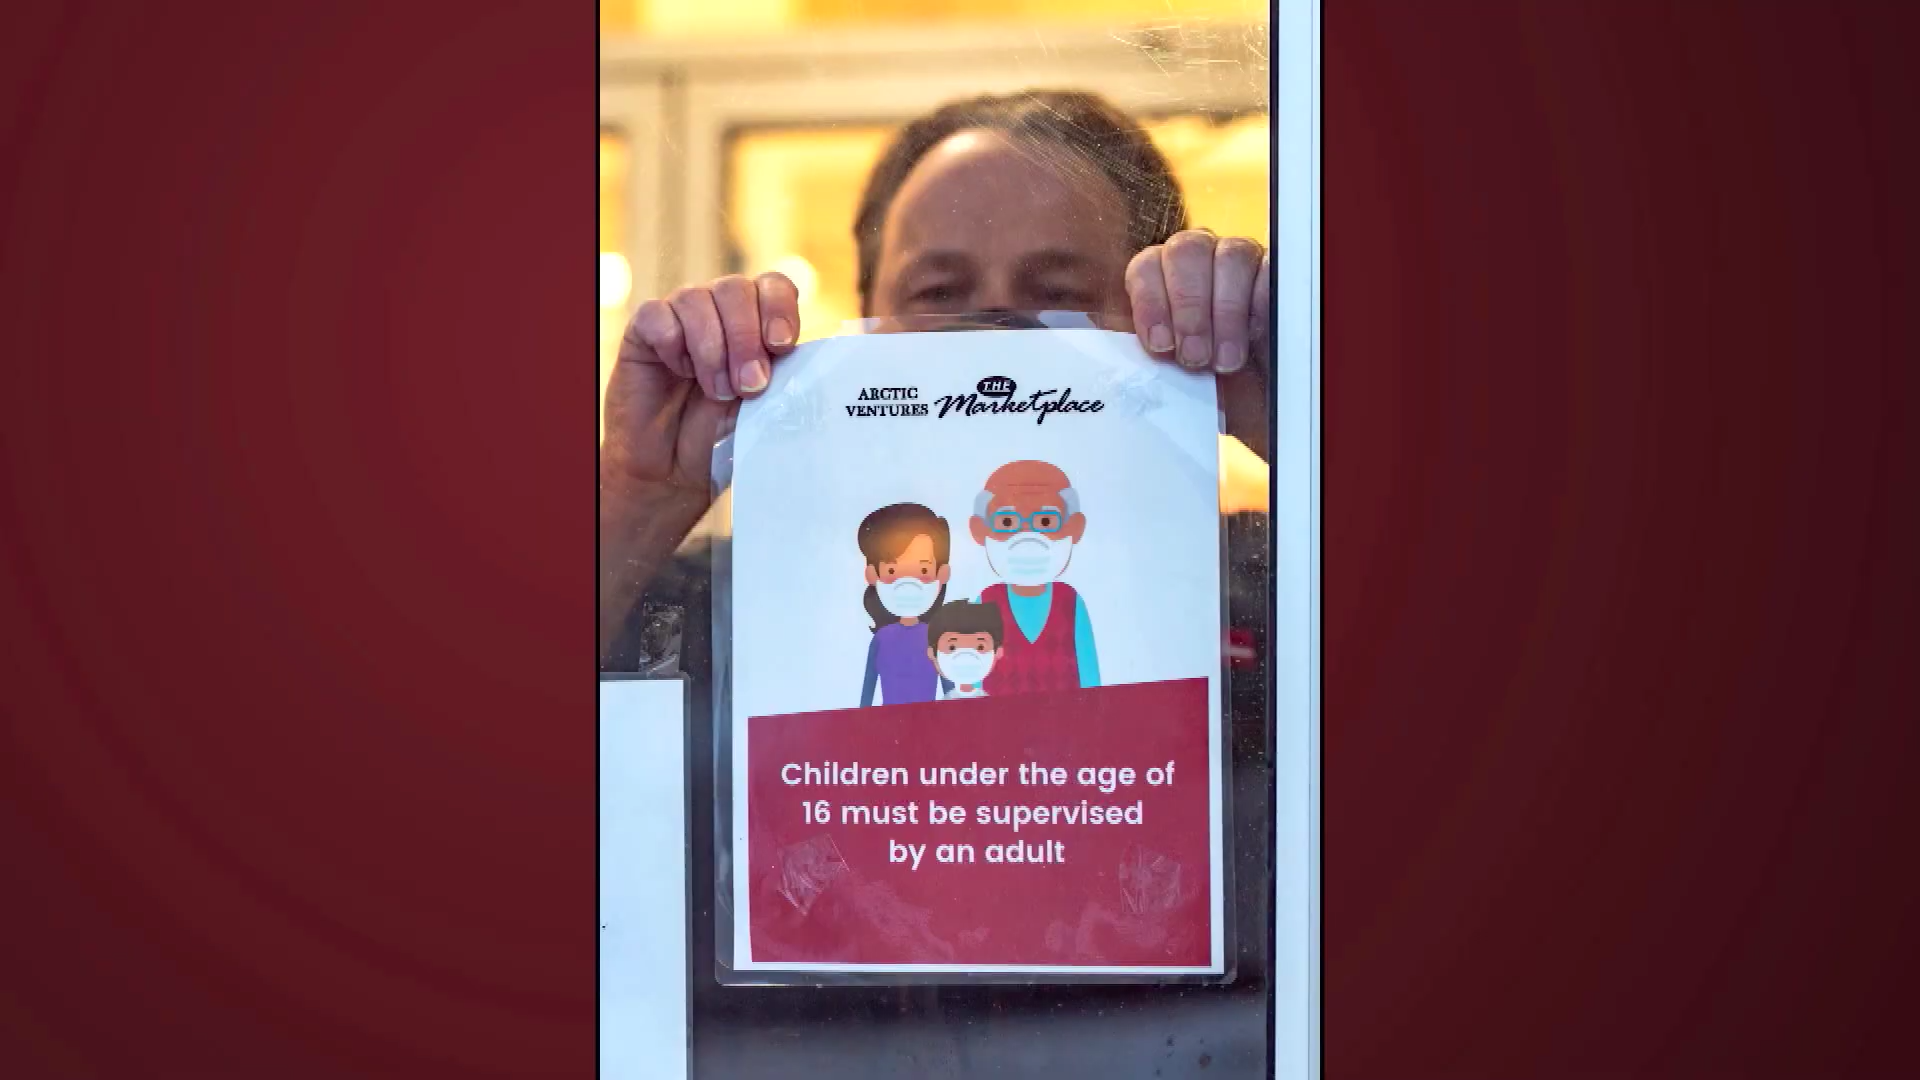 ARCTIC
VENTURES
THE
Marketplace
Children under the age of
16 must be supervised
by an adult